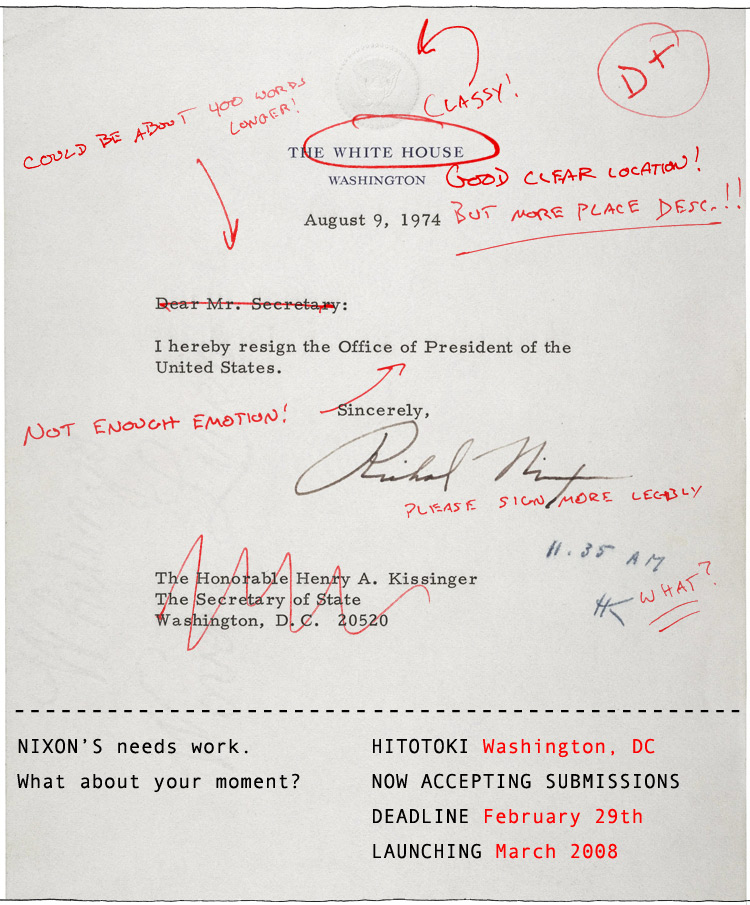 CLASSY!
D+
COULD BE ABOUT 400 WORDS
LONGER!
THE WHITE HOUSE
WASHINGTON
GOOD CLEAR LOCATION!
BUT MORE PLACE DESC.!!
August 9, 1974
Dear Mr. Secretary:
I hereby resign the Office of President of the
United States.
NOT ENOUGH EMOTION!
Sincerely,
Richard Nixon
PLEASE SIGN MORE LEGIBLY
11.35 AM
HK
WHAT?
The Honorable Henry A. Kissinger
The Secretary of State
Washington, D.C. 20520
NIXON'S needs work.
What about your moment?
HITOTOKI Washington, DC
NOW ACCEPTING SUBMISSIONS
DEADLINE February 29th
LAUNCHING March 2008